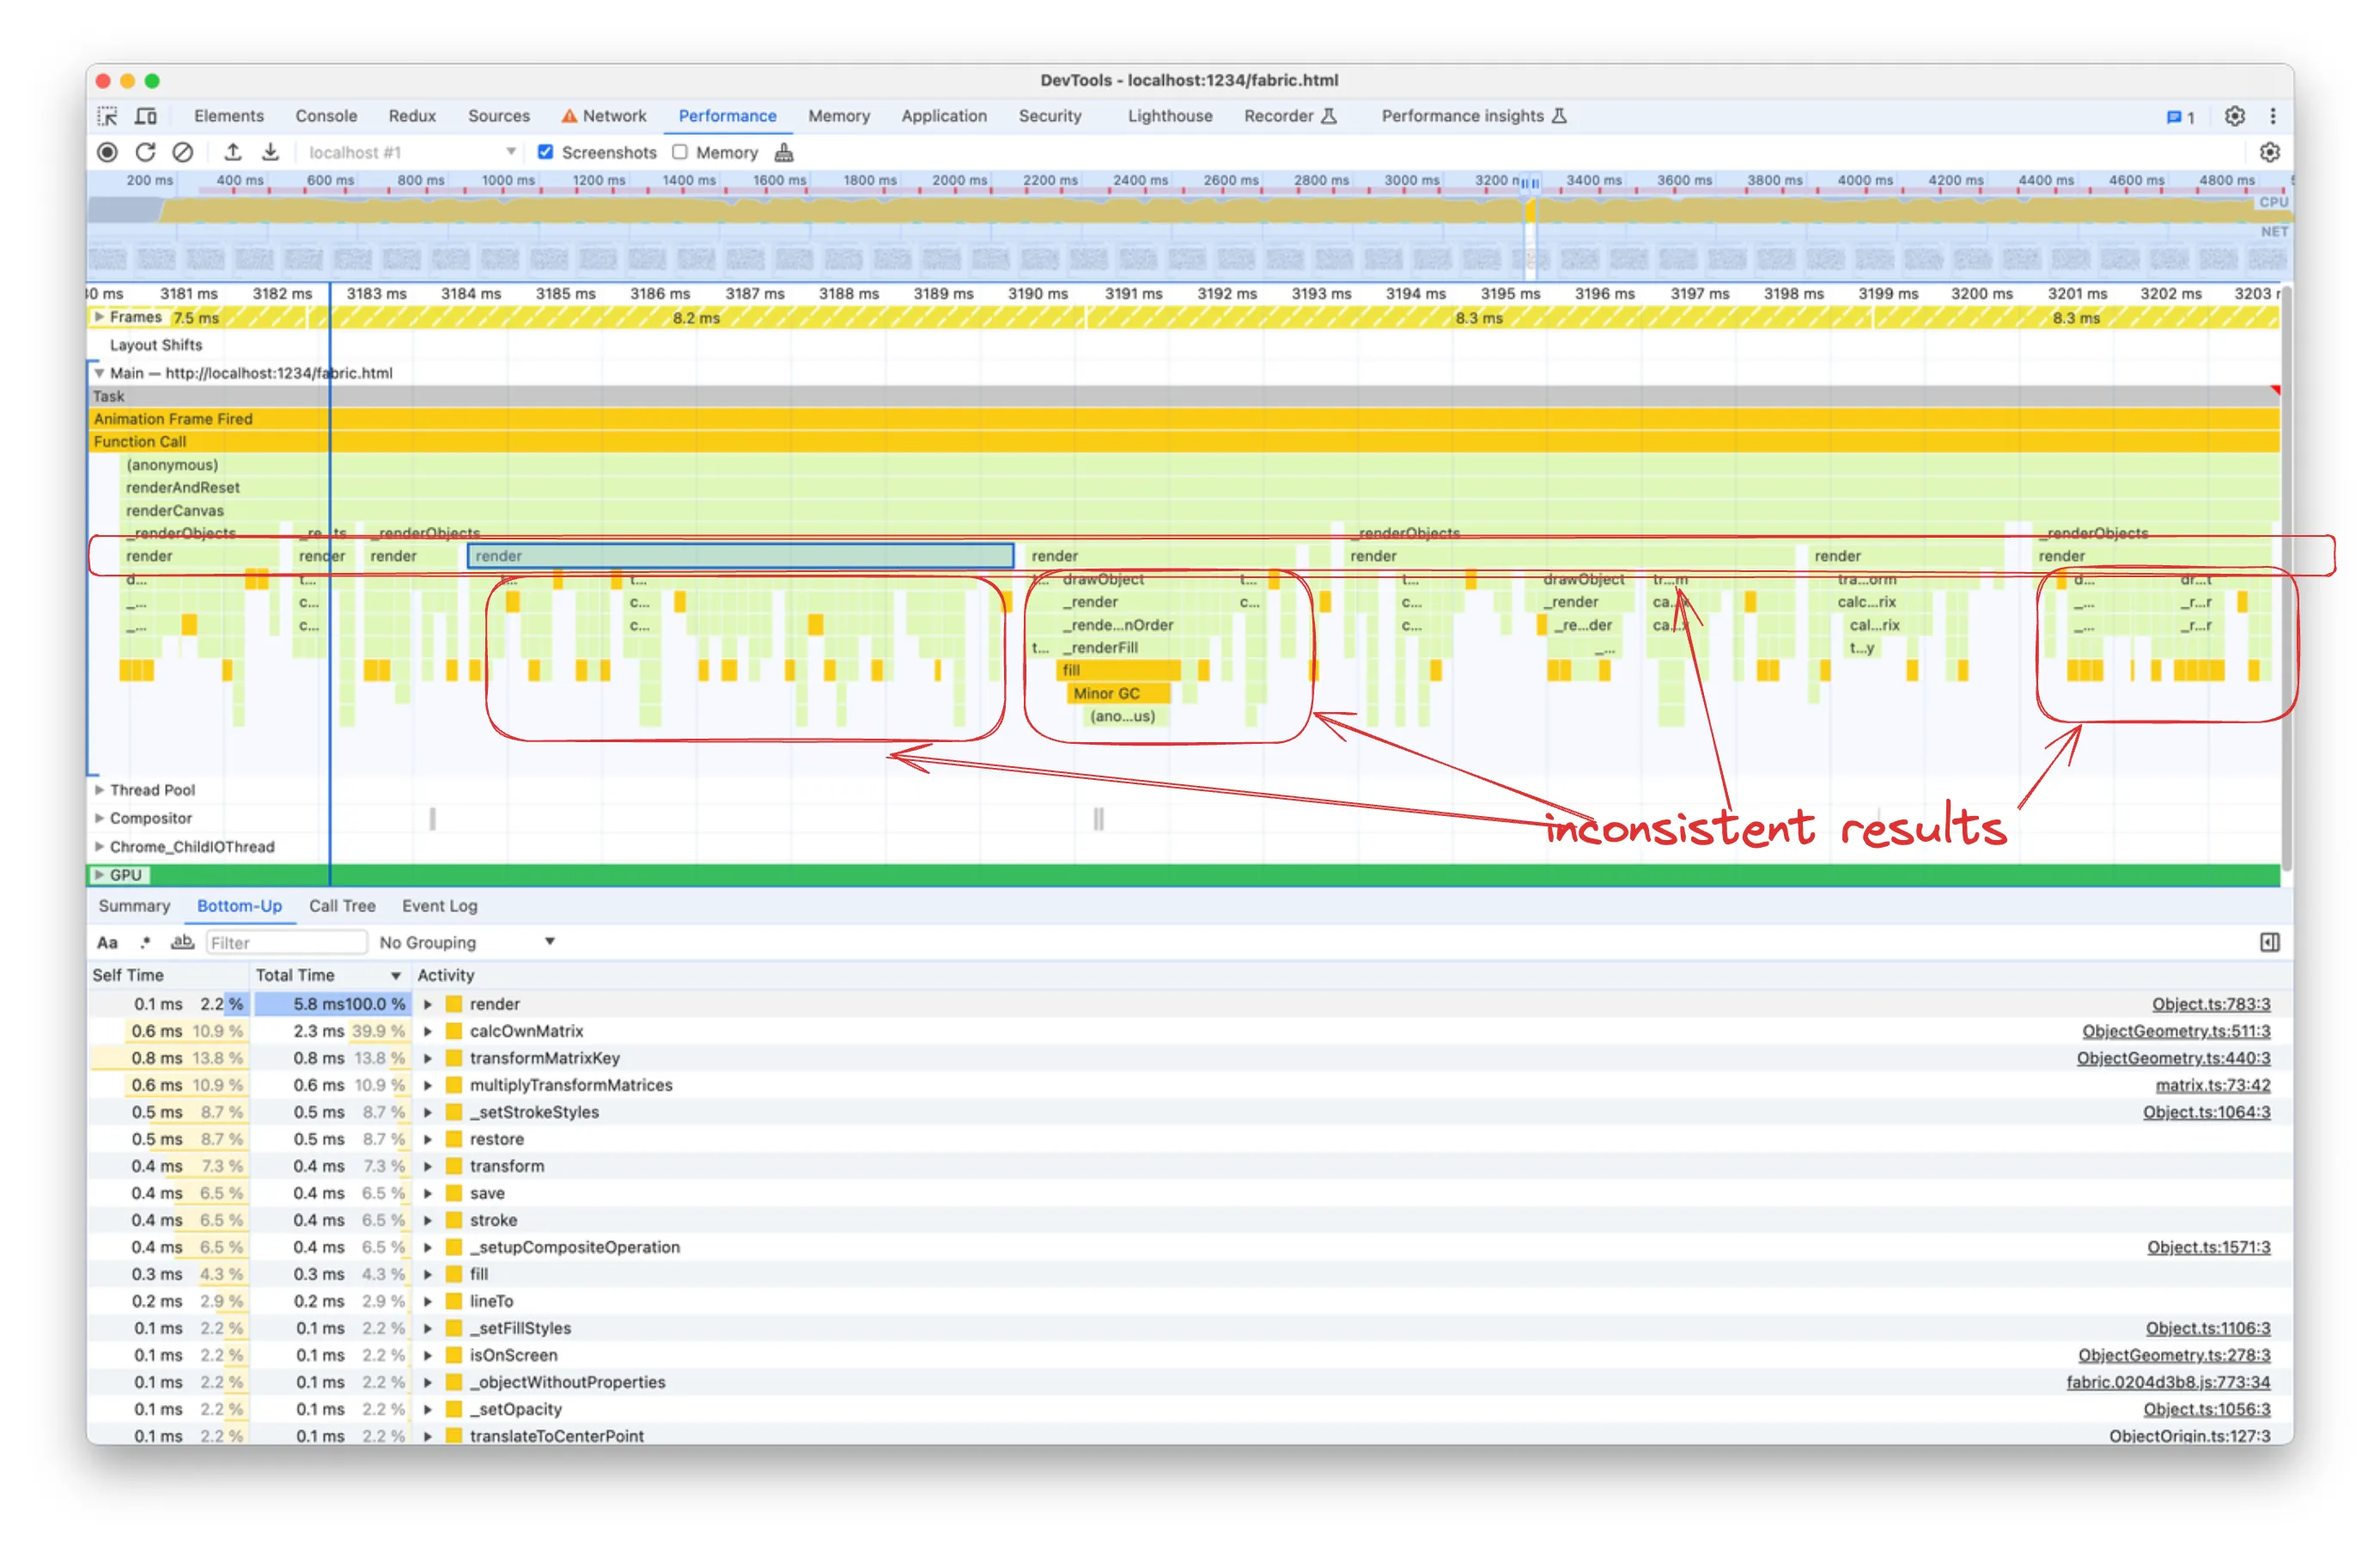 DevTools - localhost:1234/fabric.html
Elements Console Redux Sources Network Performance Memory Application Security Lighthouse Recorder Performance insights 1
localhost #1 Screenshots Memory
200 ms 400 ms 600 ms 800 ms 1000 ms 1200 ms 1400 ms 1600 ms 1800 ms 2000 ms 2200 ms 2400 ms 2600 ms 2800 ms 3000 ms 3200 3400 ms 3600 ms 3800 ms 4000 ms 4200 ms 4400 ms 4600 ms 4800 ms
CPU
NET
30 ms 3181 ms 3182 ms 3183 ms 3184 ms 3185 ms 3186 ms 3187 ms 3188 ms 3189 ms 3190 ms 3191 ms 3192 ms 3193 ms 3194 ms 3195 ms 3196 ms 3197 ms 3198 ms 3199 ms 3200 ms 3201 ms 3202 ms 3203
Frames 7.5 ms 8.2 ms 8.3 ms 8.3 ms
Layout Shifts
Main — http://localhost:1234/fabric.html
Task
Animation Frame Fired
Function Call
(anonymous)
renderAndReset
renderCanvas
_renderObjects _re...ts _renderObjects _renderObjects _renderObjects
render render render render render render render render
d... t... t... t... t... drawObject t... t... drawObject tr...m tra...orm d... dr...t
_... c... c... _render c... c... _render ca...x calc...rix _... _r...r
_... c... c... _rende...nOrder c... _re...der ca...x cal...rix _... _r...r
t... _renderFill _... t...y
fill
Minor GC
(ano...us)
Thread Pool
Compositor
inconsistent results
Chrome_ChildIOThread
GPU
Summary Bottom-Up Call Tree Event Log
Aa .* ab Filter No Grouping
Self Time Total Time Activity
0.1 ms 2.2 % 5.8 ms 100.0 % render Object.ts:783:3
0.6 ms 10.9 % 2.3 ms 39.9 % calcOwnMatrix ObjectGeometry.ts:511:3
0.8 ms 13.8 % 0.8 ms 13.8 % transformMatrixKey ObjectGeometry.ts:440:3
0.6 ms 10.9 % 0.6 ms 10.9 % multiplyTransformMatrices matrix.ts:73:42
0.5 ms 8.7 % 0.5 ms 8.7 % _setStrokeStyles Object.ts:1064:3
0.5 ms 8.7 % 0.5 ms 8.7 % restore
0.4 ms 7.3 % 0.4 ms 7.3 % transform
0.4 ms 6.5 % 0.4 ms 6.5 % save
0.4 ms 6.5 % 0.4 ms 6.5 % stroke
0.4 ms 6.5 % 0.4 ms 6.5 % _setupCompositeOperation Object.ts:1571:3
0.3 ms 4.3 % 0.3 ms 4.3 % fill
0.2 ms 2.9 % 0.2 ms 2.9 % lineTo
0.1 ms 2.2 % 0.1 ms 2.2 % _setFillStyles Object.ts:1106:3
0.1 ms 2.2 % 0.1 ms 2.2 % isOnScreen ObjectGeometry.ts:278:3
0.1 ms 2.2 % 0.1 ms 2.2 % _objectWithoutProperties fabric.0204d3b8.js:773:34
0.1 ms 2.2 % 0.1 ms 2.2 % _setOpacity Object.ts:1056:3
0.1 ms 2.2 % 0.1 ms 2.2 % translateToCenterPoint ObjectOrigin.ts:127:3